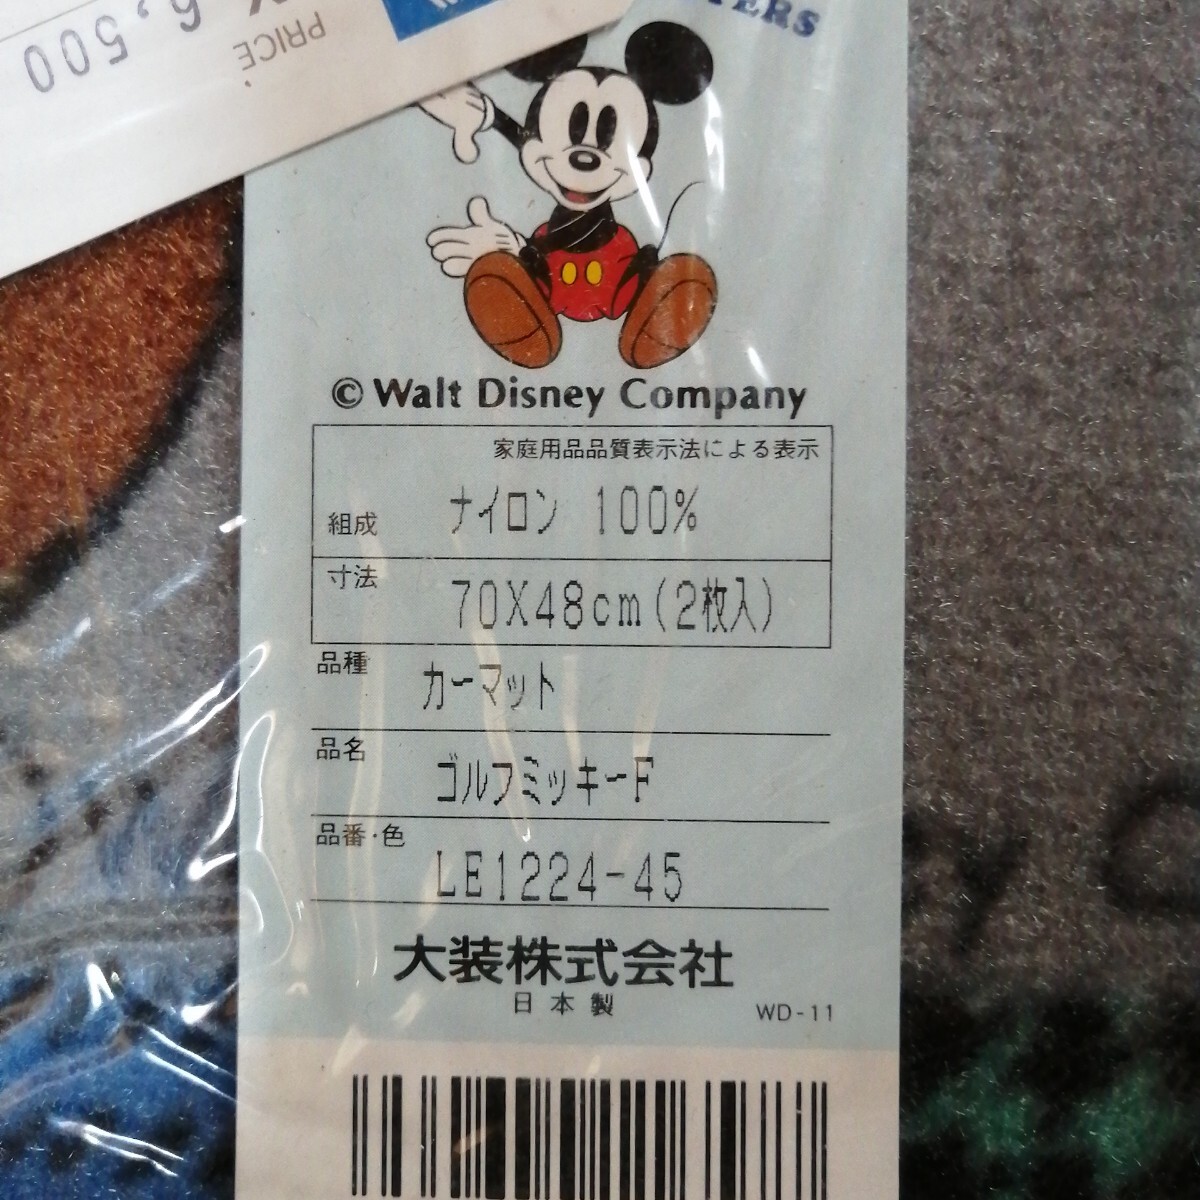 6,500
PRICE
TERS
© Walt Disney Company
家庭用品品質表示法による表示
組成 ナイロン 100%
寸法 70X48cm(2枚入)
品種 カーマット
品名 ゴルフミッキーF
品番·色 LE1224-45
大装株式会社
日本製 WD-11